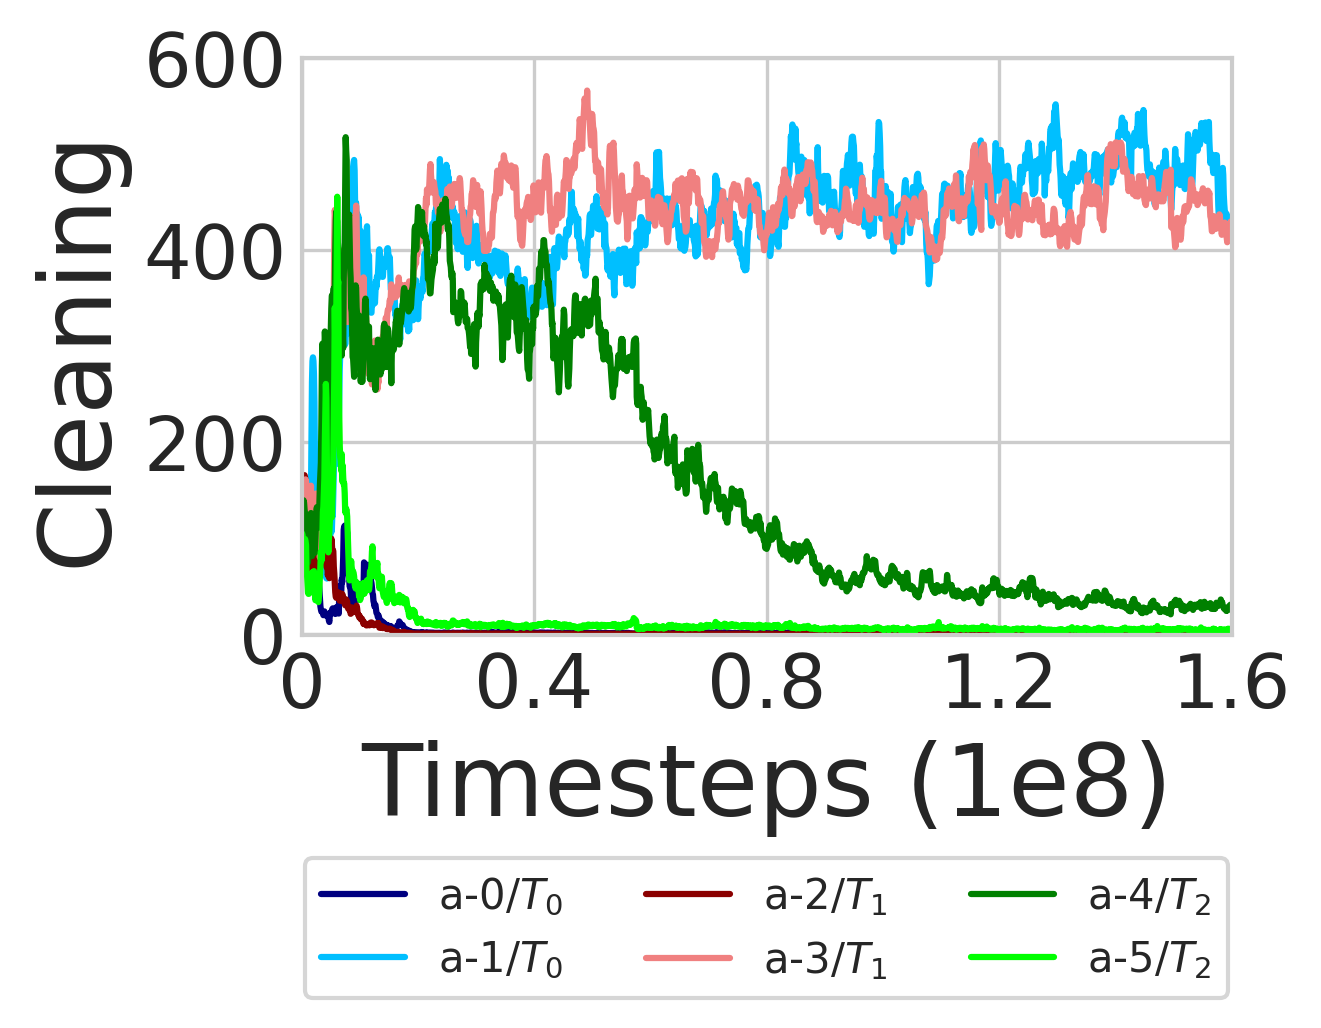 Cleaning
600
400
200
0
0 0.4 0.8 1.2 1.6
Timesteps (1e8)
a-0/T₀ a-2/T₁ a-4/T₂
a-1/T₀ a-3/T₁ a-5/T₂